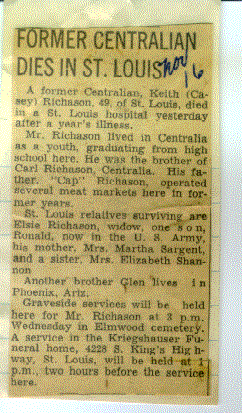 FORMER CENTRALIAN
DIES IN ST. LOUIS Nov 16
A former Centralian, Keith (Ca-
sey) Richason, 49, of St. Louis, died
in a St. Louis hospital yesterday
after a year's illness.
Mr. Richason lived in Centralia
as a youth, graduating from high
school here. He was the brother of
Carl Richason, Centralia. His fa-
ther, "Cap" Richason, operated
several meat markets here in for-
mer years.
St. Louis relatives surviving are
Elsie Richason, widow, one son,
Ronald, now in the U. S. Army,
his mother, Mrs. Martha Sargent,
and a sister, Mrs. Elizabeth Shan-
non
Another brother Glen lives in
Phoenix, Ariz.
Graveside services will be held
here for Mr. Richason at 3 p.m.
Wednesday in Elmwood cemetery.
A service in the Kriegshauser Fu-
neral home, 4228 S. King's High-
way, St. Louis, will be held at 1
p.m., two hours before the service
here.